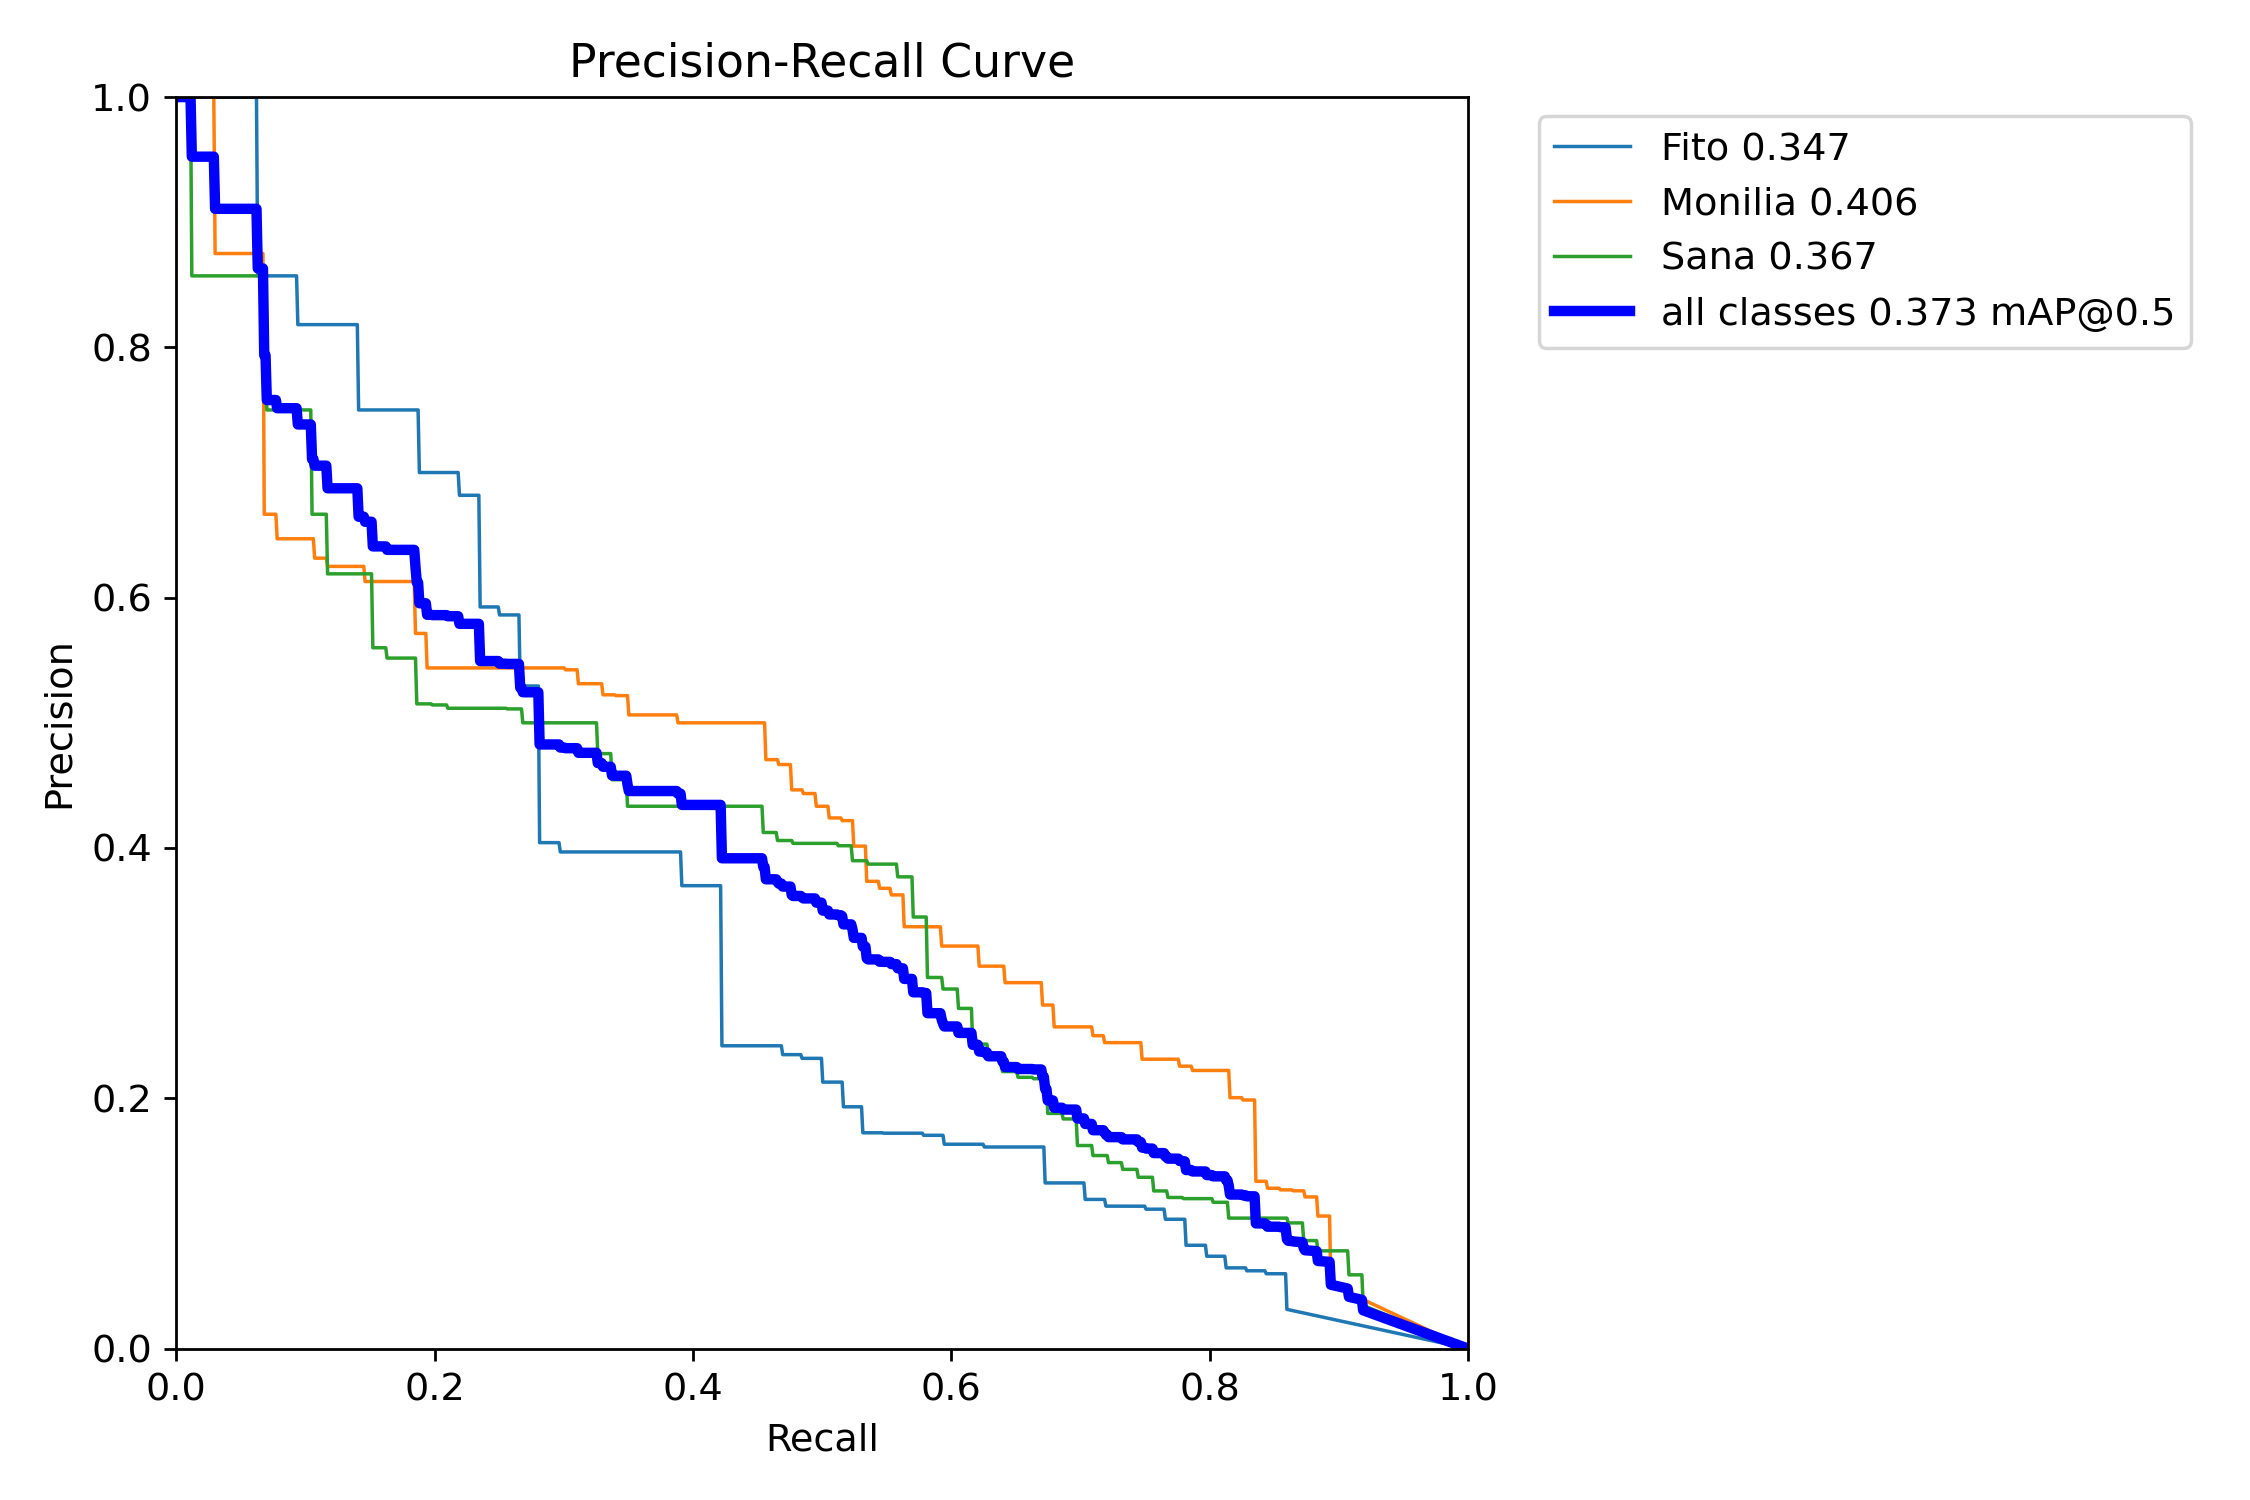 Precision-Recall Curve
1.0
0.8
0.6
0.4
0.2
0.0
Precision
0.0 0.2 0.4 0.6 0.8 1.0
Recall
Fito 0.347
Monilia 0.406
Sana 0.367
all classes 0.373 mAP@0.5